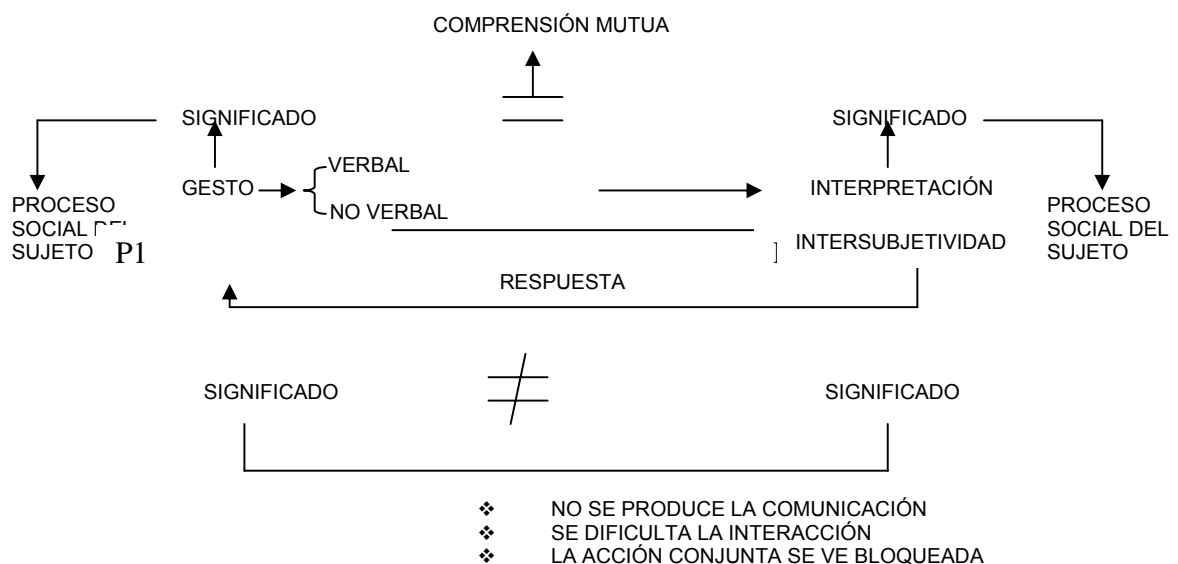 COMPRENSIÓN MUTUA
SIGNIFICADO
SIGNIFICADO
GESTO
VERBAL
NO VERBAL
INTERPRETACIÓN
PROCESO
SOCIAL
SUJETO
P1
INTERSUBJETIVIDAD
PROCESO
SOCIAL DEL
SUJETO
RESPUESTA
SIGNIFICADO
≠
SIGNIFICADO
❖ NO SE PRODUCE LA COMUNICACIÓN
❖ SE DIFICULTA LA INTERACCIÓN
❖ LA ACCIÓN CONJUNTA SE VE BLOQUEADA